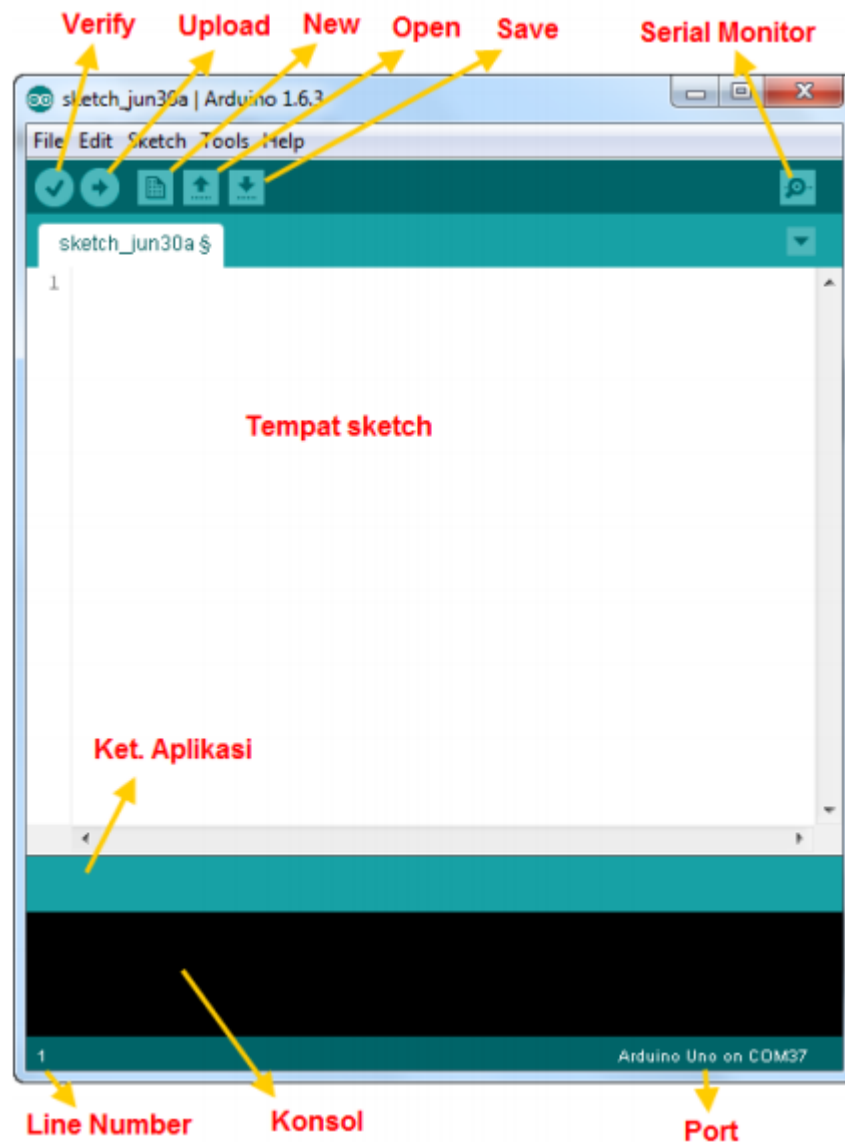 Verify Upload New Open Save Serial Monitor
sketch_jun30a | Arduino 1.6.3
File Edit Sketch Tools Help
sketch_jun30a §
1
Tempat sketch
Ket. Aplikasi
1 Arduino Uno on COM37
Line Number Konsol Port